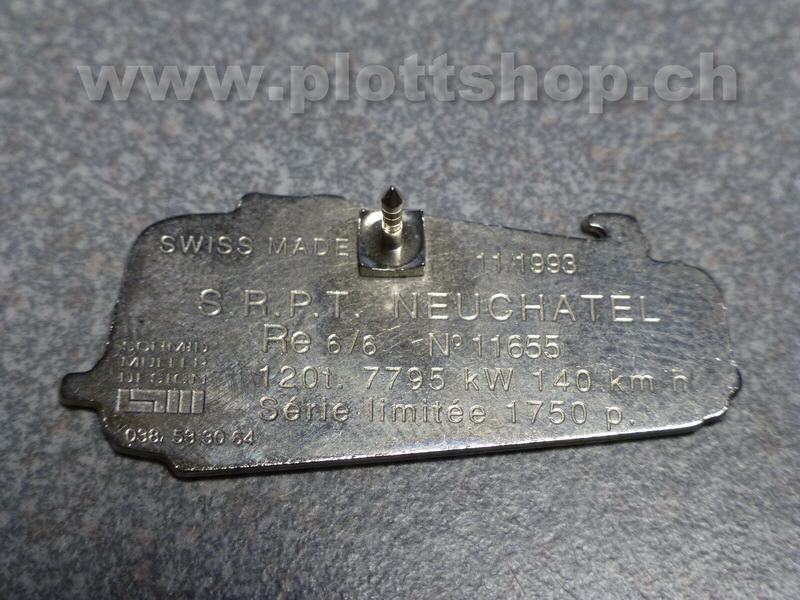 www.plottshop.ch
SWISS MADE
11/1993
S.R.P.T. NEUCHATEL
Re 6/6 Nº 11655
120t. 7795 kW 140 km h
Série limitée 1750 p.
SCHMID
MULLER
DESIGN
038/ 53 30 64